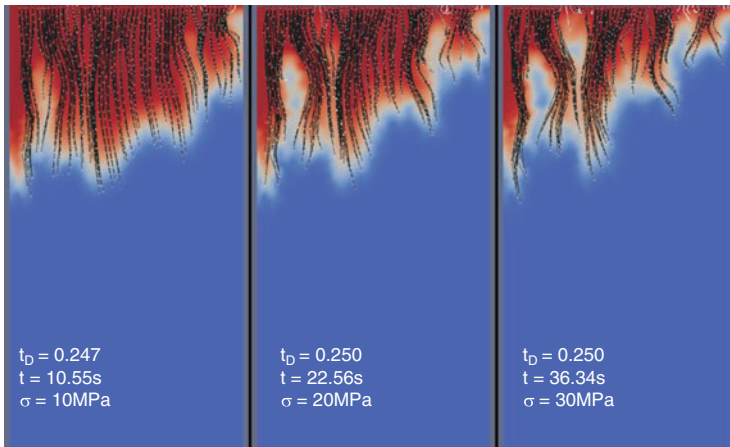 t_D = 0.247
t = 10.55s
σ = 10MPa
t_D = 0.250
t = 22.56s
σ = 20MPa
t_D = 0.250
t = 36.34s
σ = 30MPa